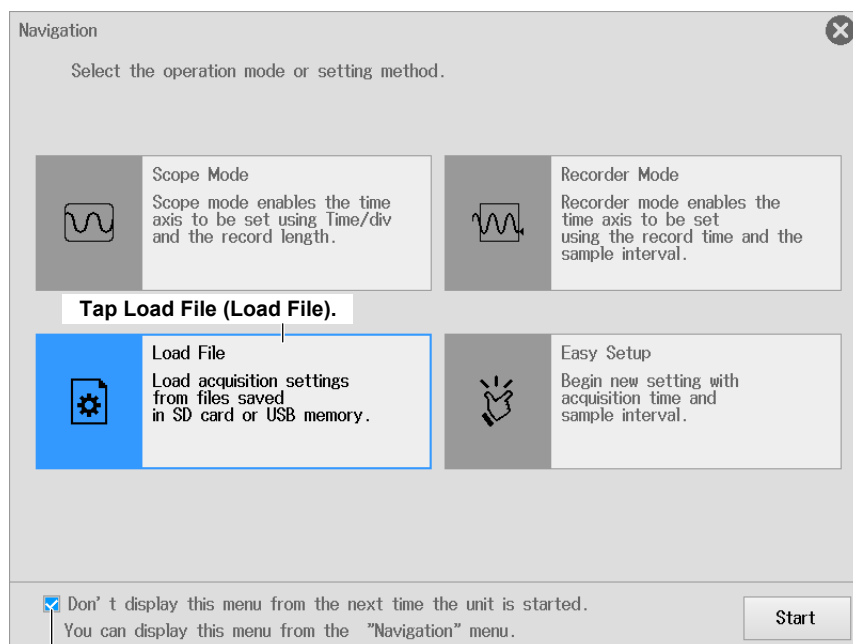 Navigation
Select the operation mode or setting method.
Scope Mode
Scope mode enables the time
axis to be set using Time/div
and the record length.
Recorder Mode
Recorder mode enables the
time axis to be set
using the record time and the
sample interval.
Tap Load File (Load File).
Load File
Load acquisition settings
from files saved
in SD card or USB memory.
Easy Setup
Begin new setting with
acquisition time and
sample interval.
Don't display this menu from the next time the unit is started.
You can display this menu from the "Navigation" menu.
Start